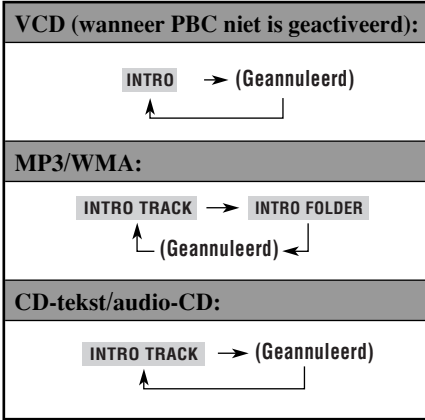 VCD (wanneer PBC niet is geactiveerd):
INTRO (Geannuleerd)
MP3/WMA:
INTRO TRACK INTRO FOLDER
(Geannuleerd)
CD-tekst/audio-CD:
INTRO TRACK (Geannuleerd)